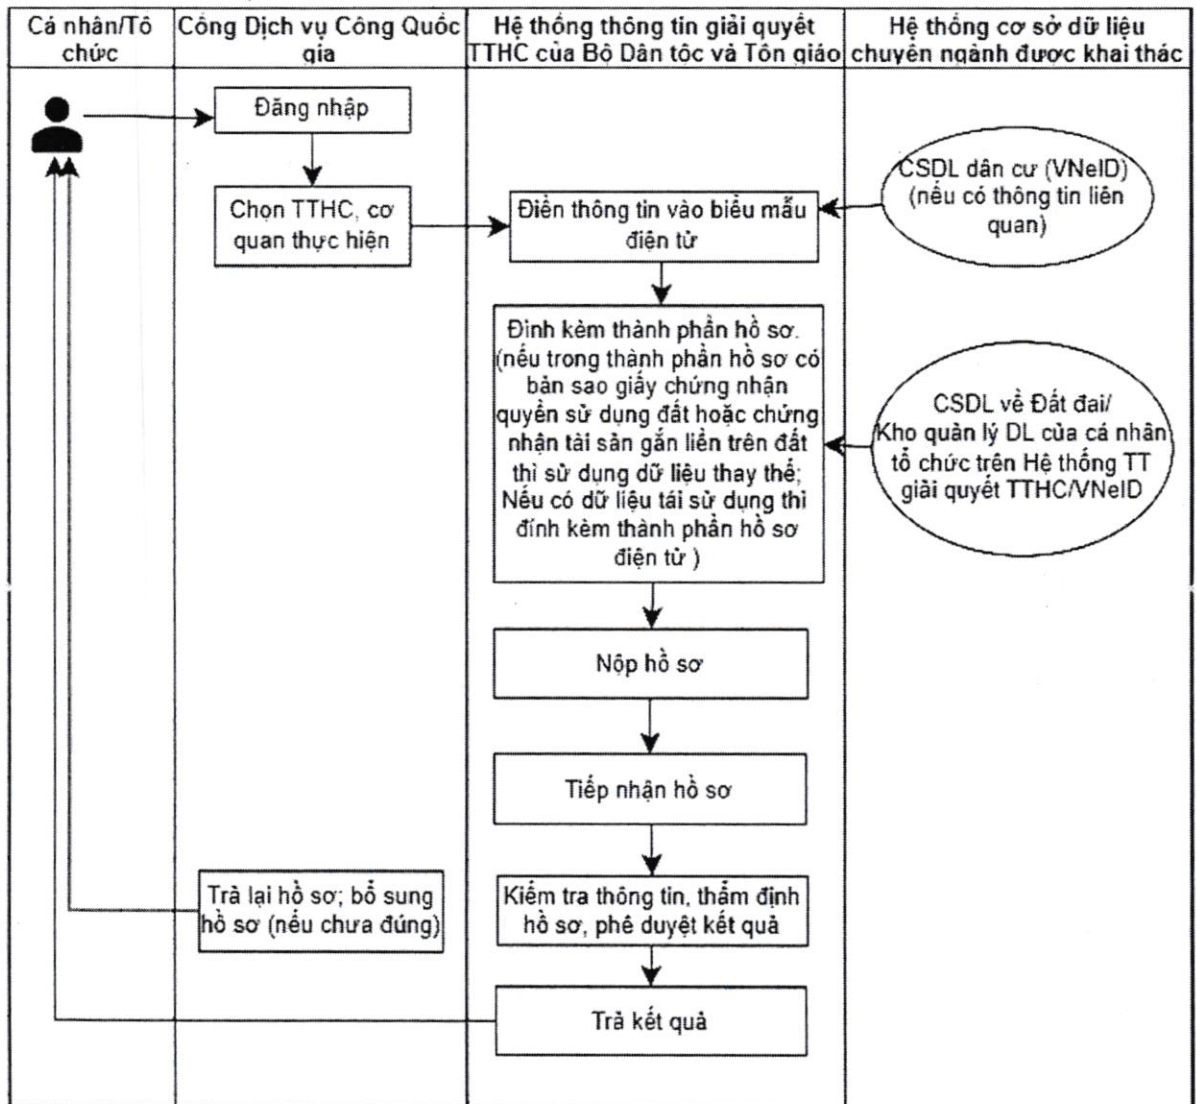 Cá nhân/Tổ
chức
Cổng Dịch vụ Công Quốc
gia
Hệ thống thông tin giải quyết
TTHC của Bộ Dân tộc và Tôn giáo
Hệ thống cơ sở dữ liệu
chuyên ngành được khai thác
Đăng nhập
Chọn TTHC, cơ
quan thực hiện
Điền thông tin vào biểu mẫu
điện tử
CSDL dân cư (VNeID)
(nếu có thông tin liên
quan)
Đính kèm thành phần hồ sơ.
(nếu trong thành phần hồ sơ có
bản sao giấy chứng nhận
quyền sử dụng đất hoặc chứng
nhận tài sản gắn liền trên đất
thì sử dụng dữ liệu thay thế;
Nếu có dữ liệu tái sử dụng thì
đính kèm thành phần hồ sơ
điện tử )
CSDL về Đất đai/
Kho quản lý DL của cá nhân
tổ chức trên Hệ thống TT
giải quyết TTHC/VNeID
Nộp hồ sơ
Tiếp nhận hồ sơ
Trả lại hồ sơ; bổ sung
hồ sơ (nếu chưa đúng)
Kiểm tra thông tin, thẩm định
hồ sơ, phê duyệt kết quả
Trả kết quả